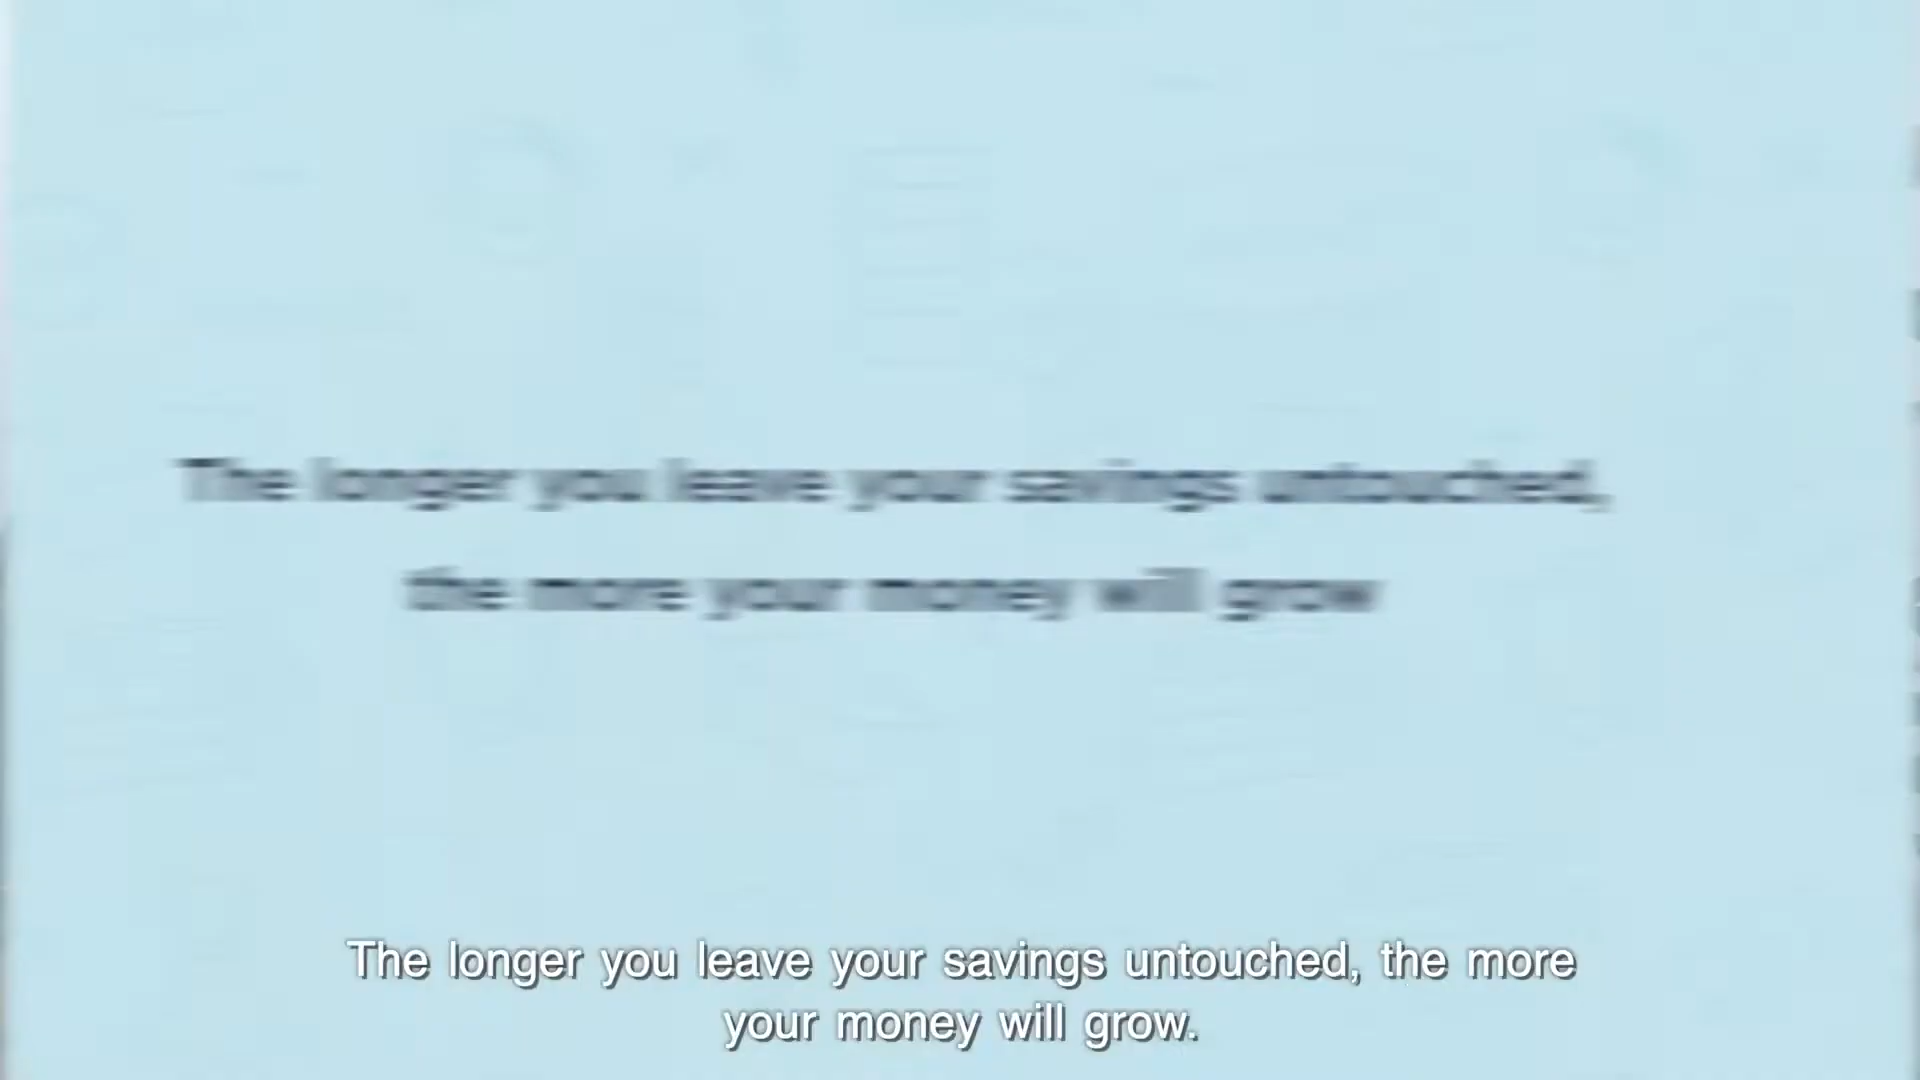 The longer you leave your savings untouched,
the more your money will grow
The longer you leave your savings untouched, the more
your money will grow.